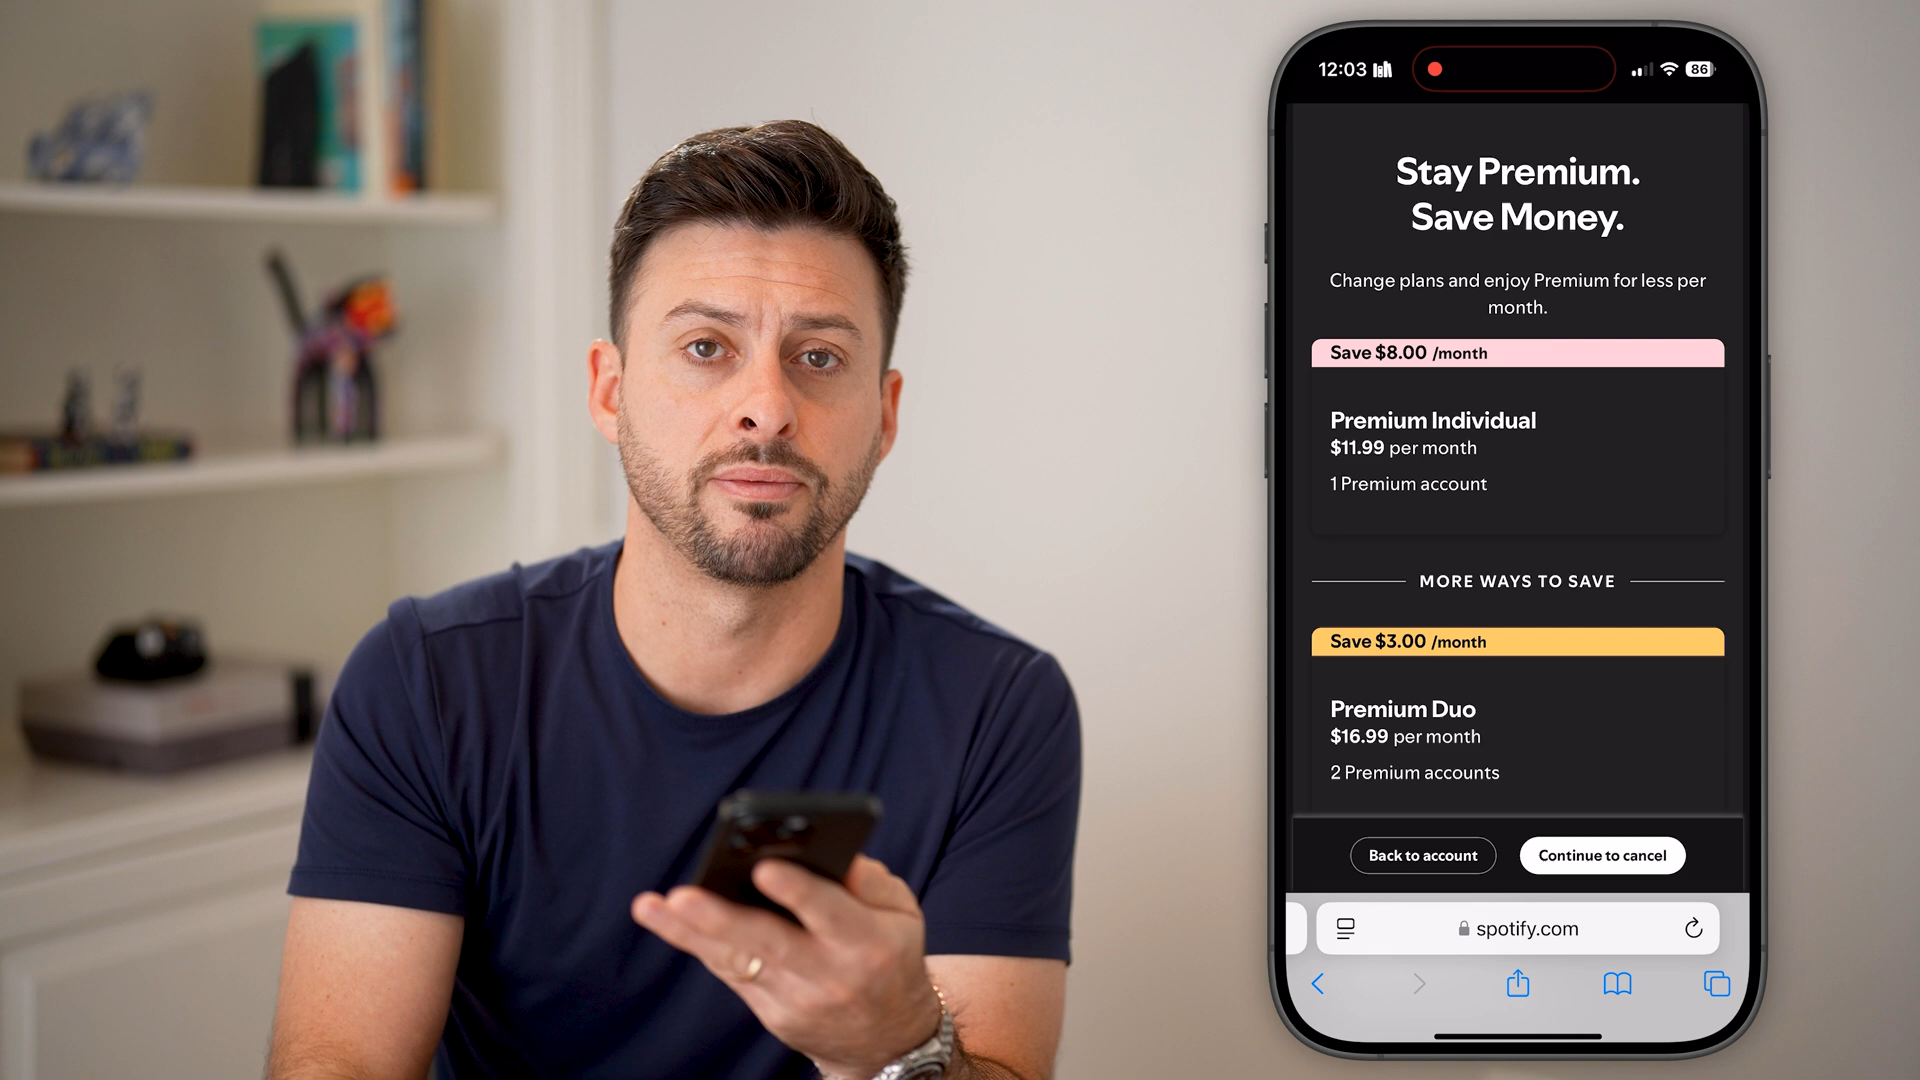 12:03
86
Stay Premium.
Save Money.
Change plans and enjoy Premium for less per
month.
Save $8.00 /month
Premium Individual
$11.99 per month
1 Premium account
MORE WAYS TO SAVE
Save $3.00 /month
Premium Duo
$16.99 per month
2 Premium accounts
Back to account
Continue to cancel
spotify.com